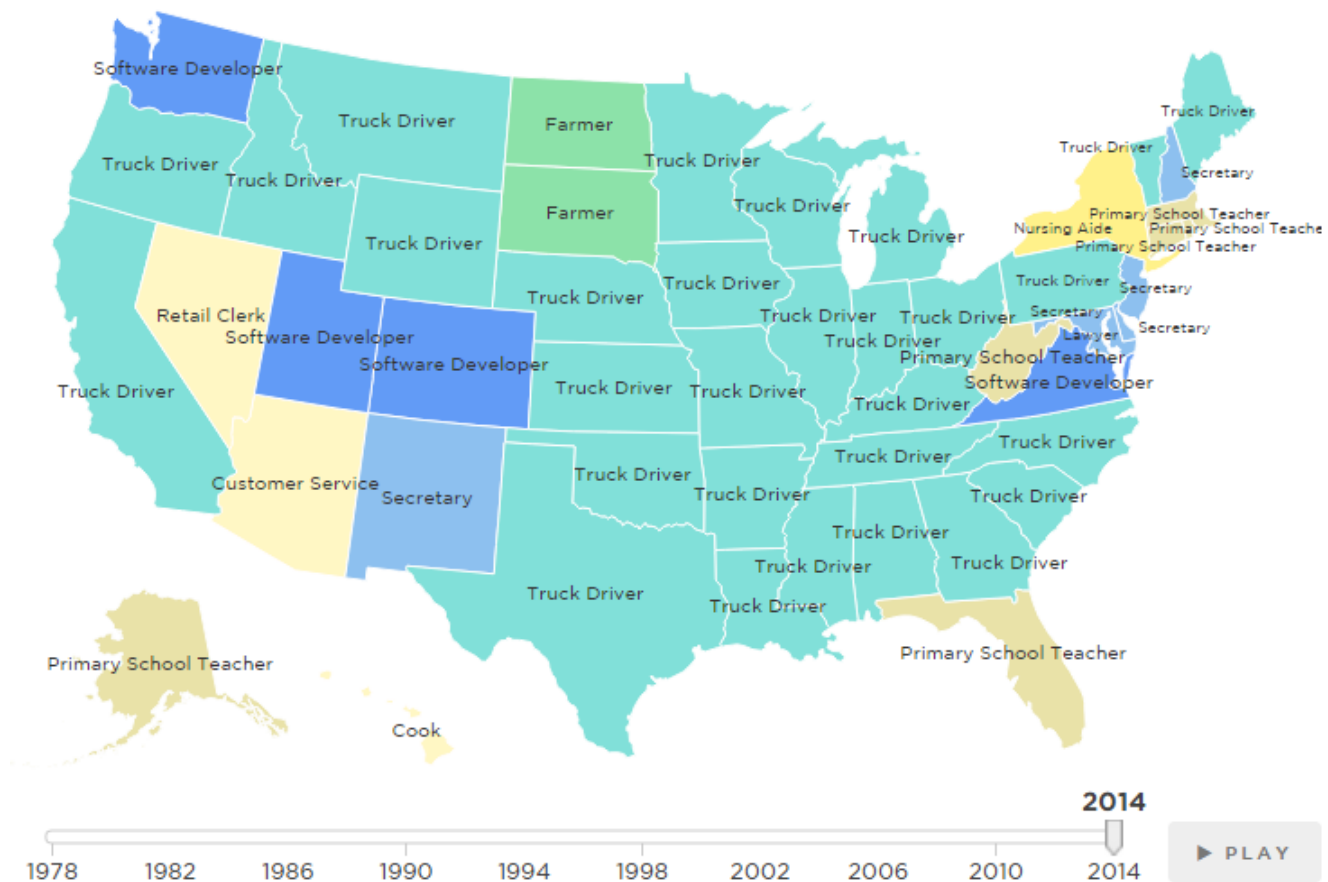 Software Developer
Truck Driver
Farmer
Truck Driver
Truck Driver
Truck Driver
Truck Driver
Truck Driver
Secretary
Truck Driver
Farmer
Truck Driver
Primary School Teacher
Nursing Aide
Primary School Teache
Truck Driver
Truck Driver
Primary School Teacher
Truck Driver
Truck Driver
Truck Driver
Secretary
Retail Clerk
Truck Driver
Truck Driver
Secretary
Software Developer
Truck Driver
Lawyer
Secretary
Software Developer
Primary School Teacher
Truck Driver
Truck Driver
Truck Driver
Software Developer
Truck Driver
Truck Driver
Truck Driver
Customer Service
Secretary
Truck Driver
Truck Driver
Truck Driver
Truck Driver
Truck Driver
Truck Driver
Truck Driver
Truck Driver
Primary School Teacher
Primary School Teacher
Cook
2014
1978 1982 1986 1990 1994 1998 2002 2006 2010 2014
PLAY